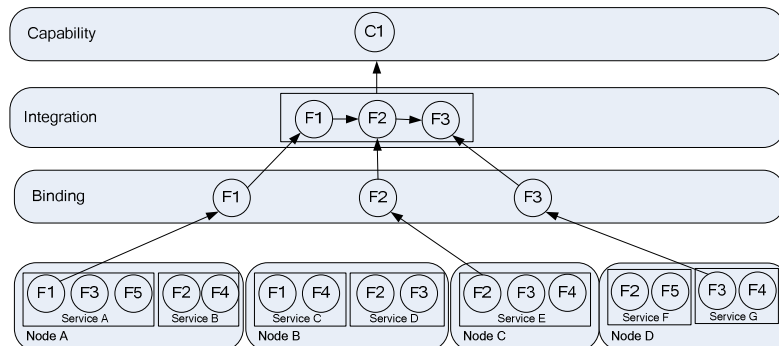 Capability
C1
Integration
F1 F2 F3
Binding
F1 F2 F3
F1 F3 F5 F2 F4 F1 F4 F2 F3 F2 F3 F4 F2 F5 F3 F4
Service A Service B Service C Service D Service E Service F Service G
Node A Node B Node C Node D